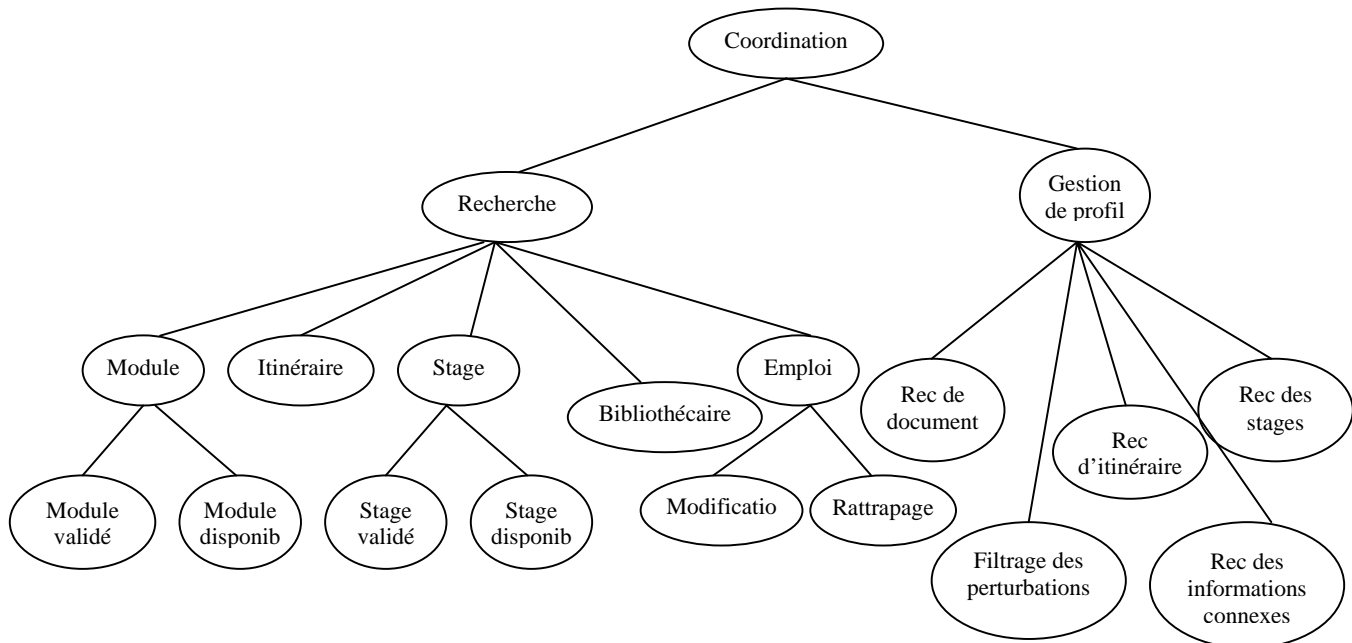 Coordination
Recherche
Gestion
de profil
Module
Itinéraire
Stage
Bibliothécaire
Emploi
Rec de
document
Rec
d'itinéraire
Rec des
stages
Module
validé
Module
disponib
Stage
validé
Stage
disponib
Modificatio
Rattrapage
Filtrage des
perturbations
Rec des
informations
connexes